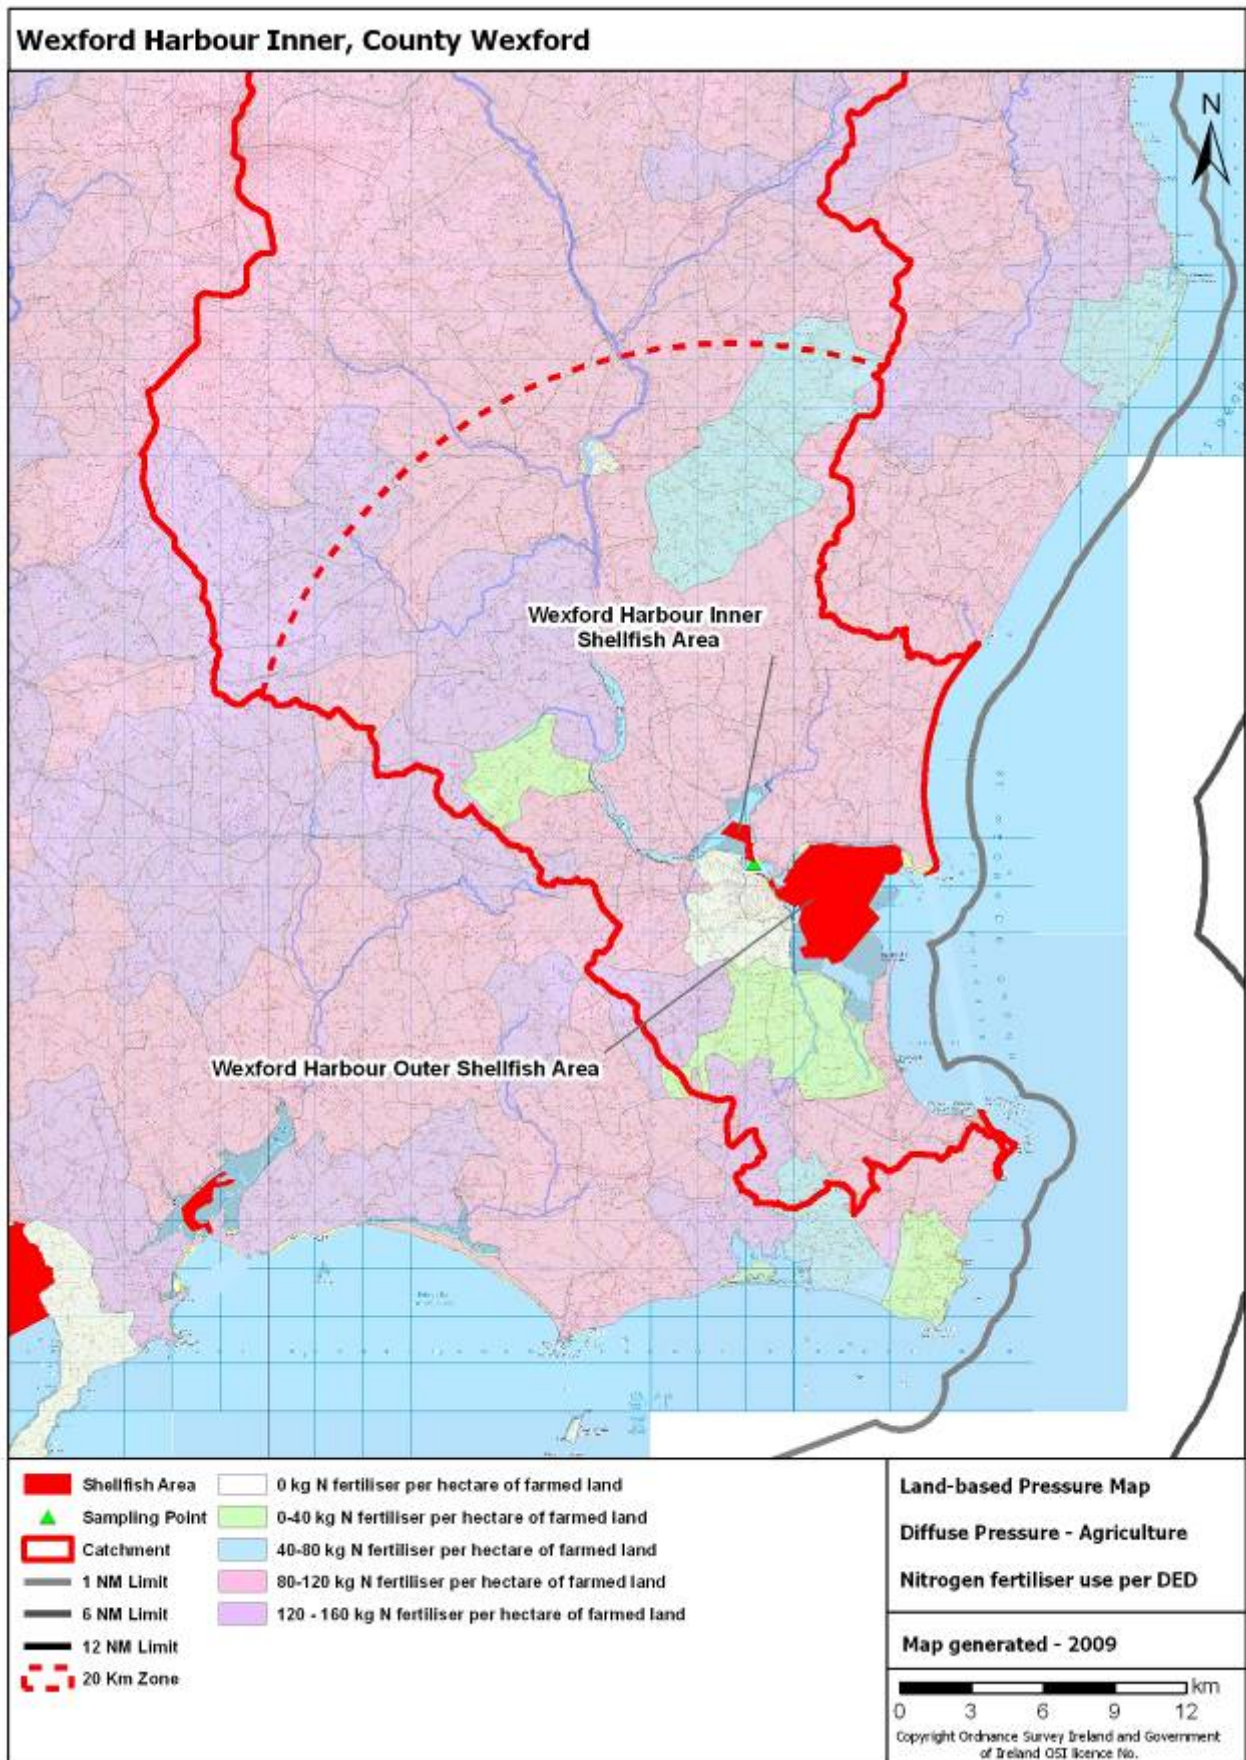 Wexford Harbour Inner, County Wexford
N
Wexford Harbour Inner
Shellfish Area
Wexford Harbour Outer Shellfish Area
Shellfish Area
Sampling Point
Catchment
1 NM Limit
6 NM Limit
12 NM Limit
20 Km Zone
0 kg N fertiliser per hectare of farmed land
0-40 kg N fertiliser per hectare of farmed land
40-80 kg N fertiliser per hectare of farmed land
80-120 kg N fertiliser per hectare of farmed land
120 - 160 kg N fertiliser per hectare of farmed land
Land-based Pressure Map
Diffuse Pressure - Agriculture
Nitrogen fertiliser use per DED
Map generated - 2009
km
0 3 6 9 12
Copyright Ordnance Survey Ireland and Government
of Ireland OSI licence No.